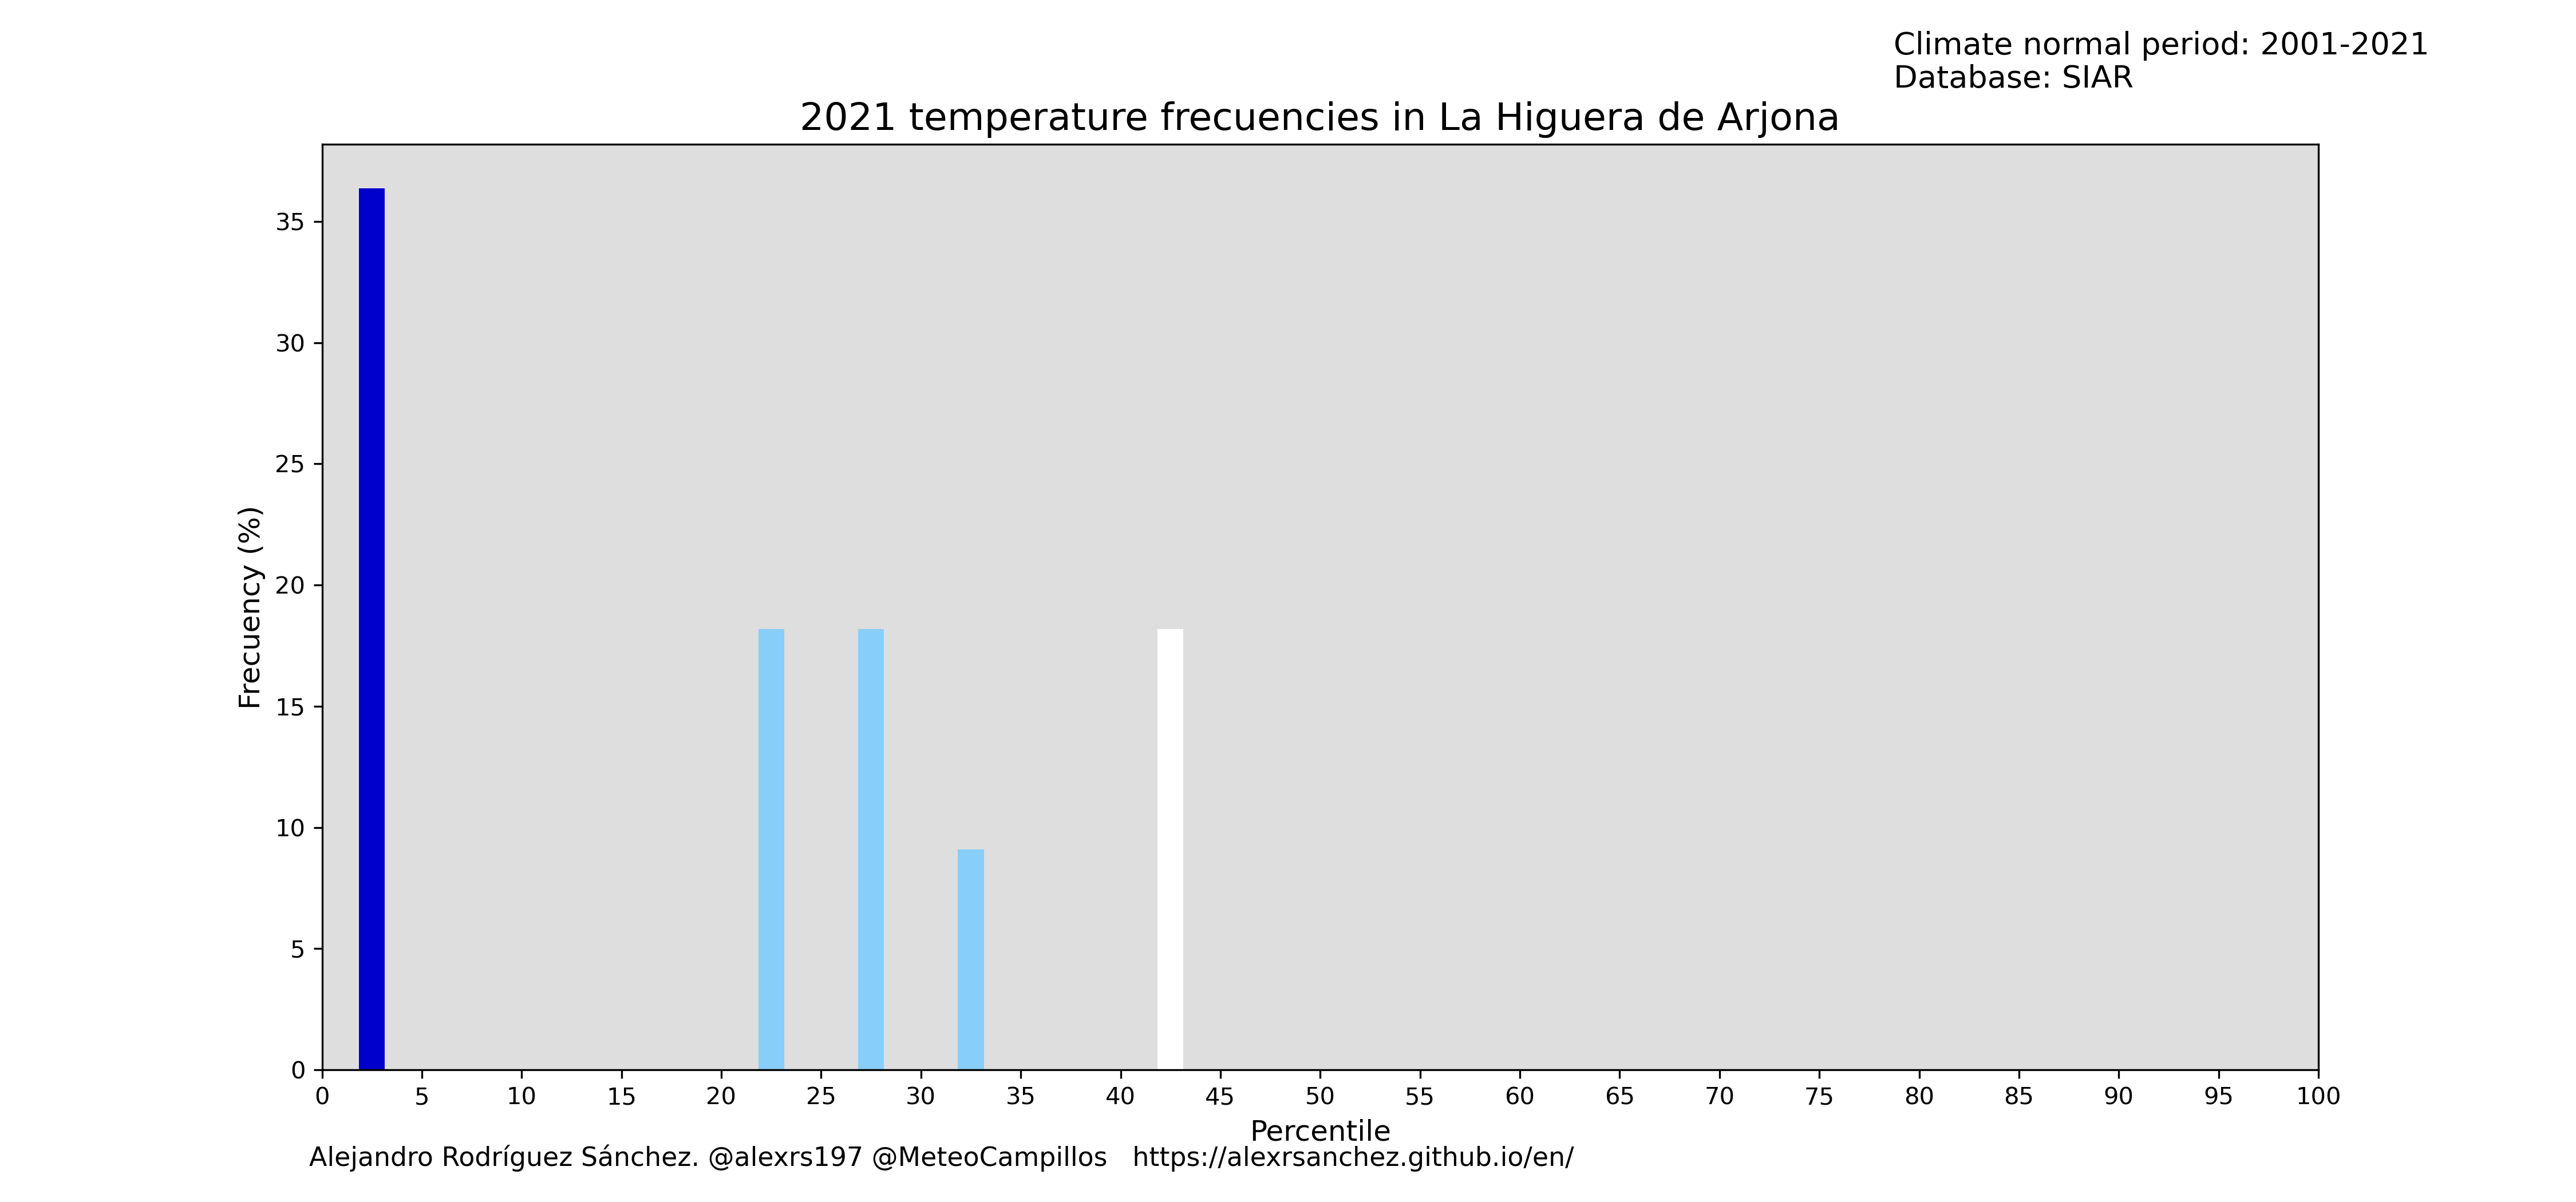 Climate normal period: 2001-2021
Database: SIAR
2021 temperature frecuencies in La Higuera de Arjona
Frecuency (%)
35
30
25
20
15
10
5
0
0 5 10 15 20 25 30 35 40 45 50 55 60 65 70 75 80 85 90 95 100
Percentile
Alejandro Rodríguez Sánchez. @alexrs197 @MeteoCampillos https://alexrsanchez.github.io/en/